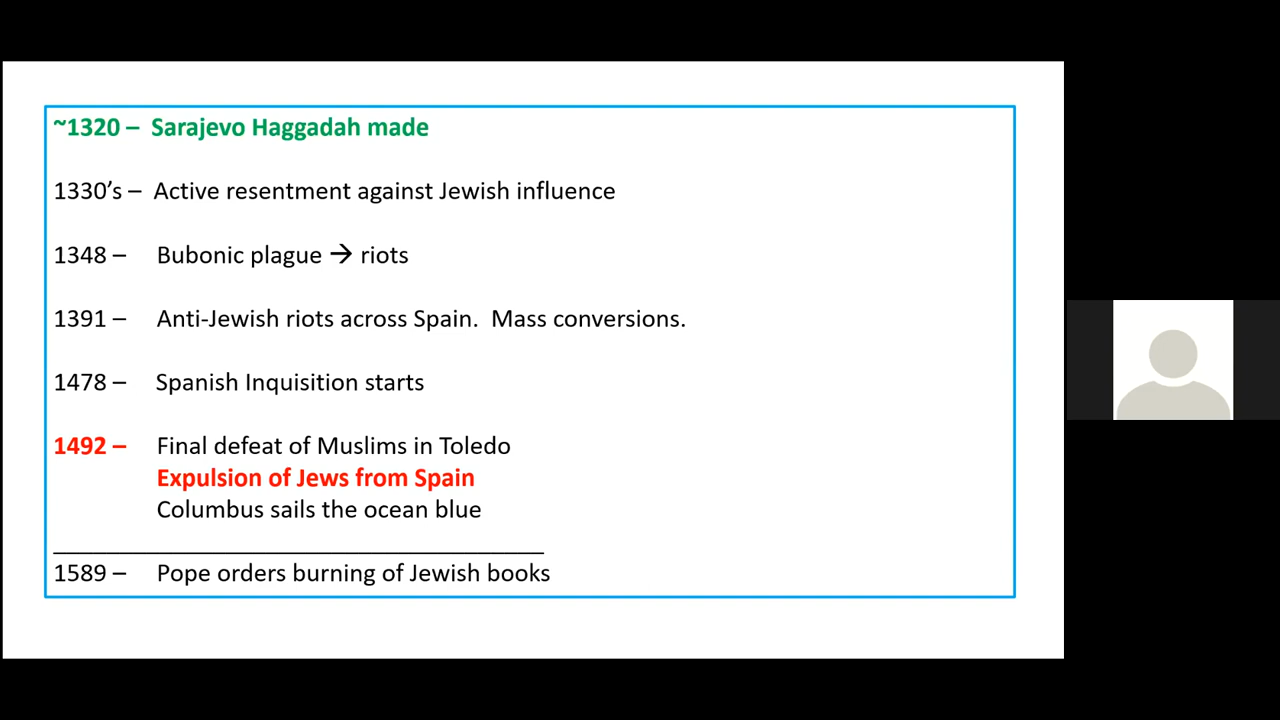 ~1320 – Sarajevo Haggadah made
1330’s – Active resentment against Jewish influence
1348 – Bubonic plague → riots
1391 – Anti-Jewish riots across Spain. Mass conversions.
1478 – Spanish Inquisition starts
1492 – Final defeat of Muslims in Toledo
Expulsion of Jews from Spain
Columbus sails the ocean blue
1589 – Pope orders burning of Jewish books